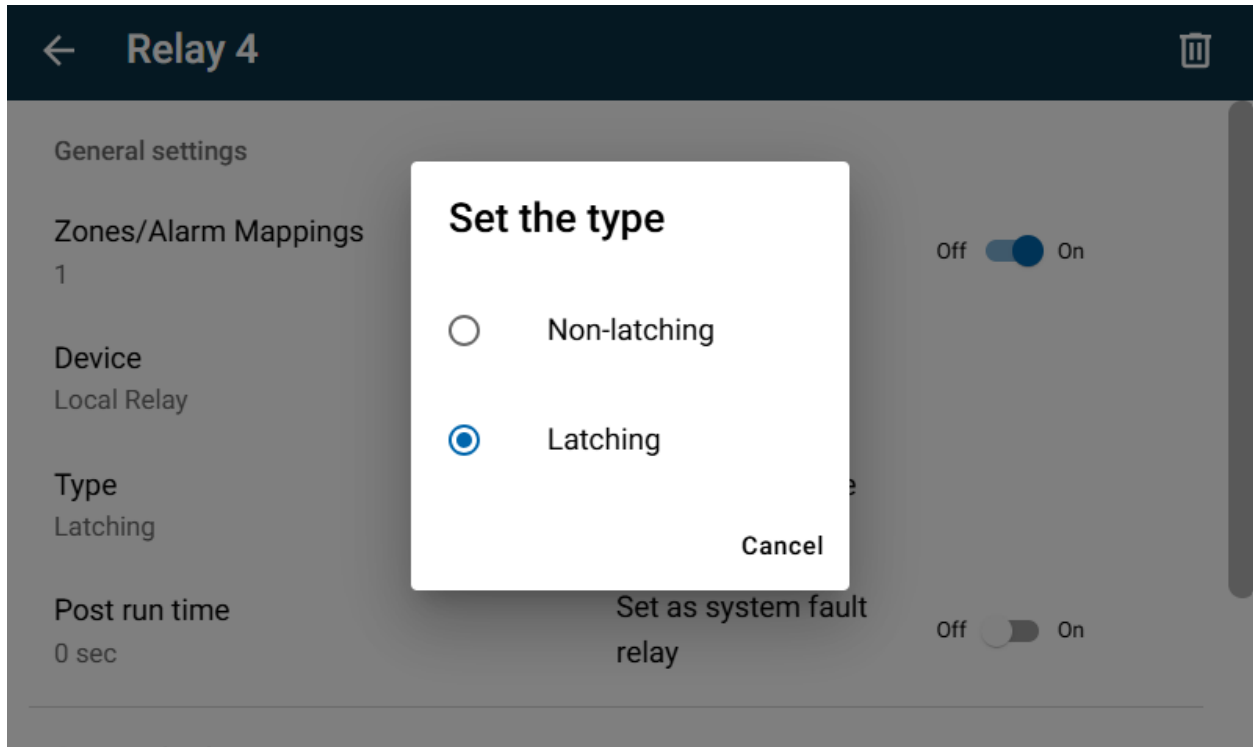 Relay 4
General settings
Zones/Alarm Mappings
1
Off On
Device
Local Relay
Type
Latching
Post run time
0 sec
Set as system fault
relay
Off On
Set the type
Non-latching
Latching
Cancel